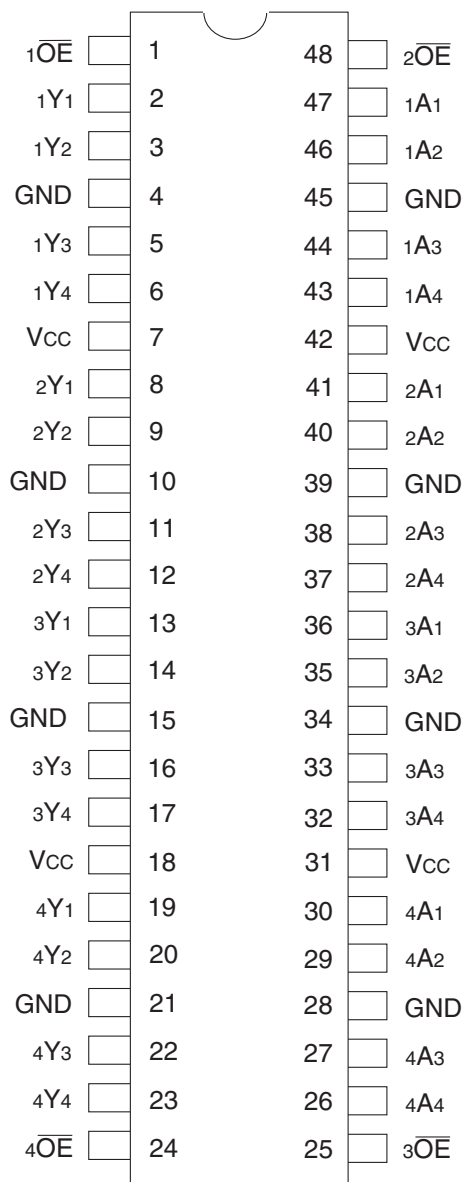 1O̅E̅ 1 48 2O̅E̅
1Y1 2 47 1A1
1Y2 3 46 1A2
GND 4 45 GND
1Y3 5 44 1A3
1Y4 6 43 1A4
VCC 7 42 VCC
2Y1 8 41 2A1
2Y2 9 40 2A2
GND 10 39 GND
2Y3 11 38 2A3
2Y4 12 37 2A4
3Y1 13 36 3A1
3Y2 14 35 3A2
GND 15 34 GND
3Y3 16 33 3A3
3Y4 17 32 3A4
VCC 18 31 VCC
4Y1 19 30 4A1
4Y2 20 29 4A2
GND 21 28 GND
4Y3 22 27 4A3
4Y4 23 26 4A4
4O̅E̅ 24 25 3O̅E̅